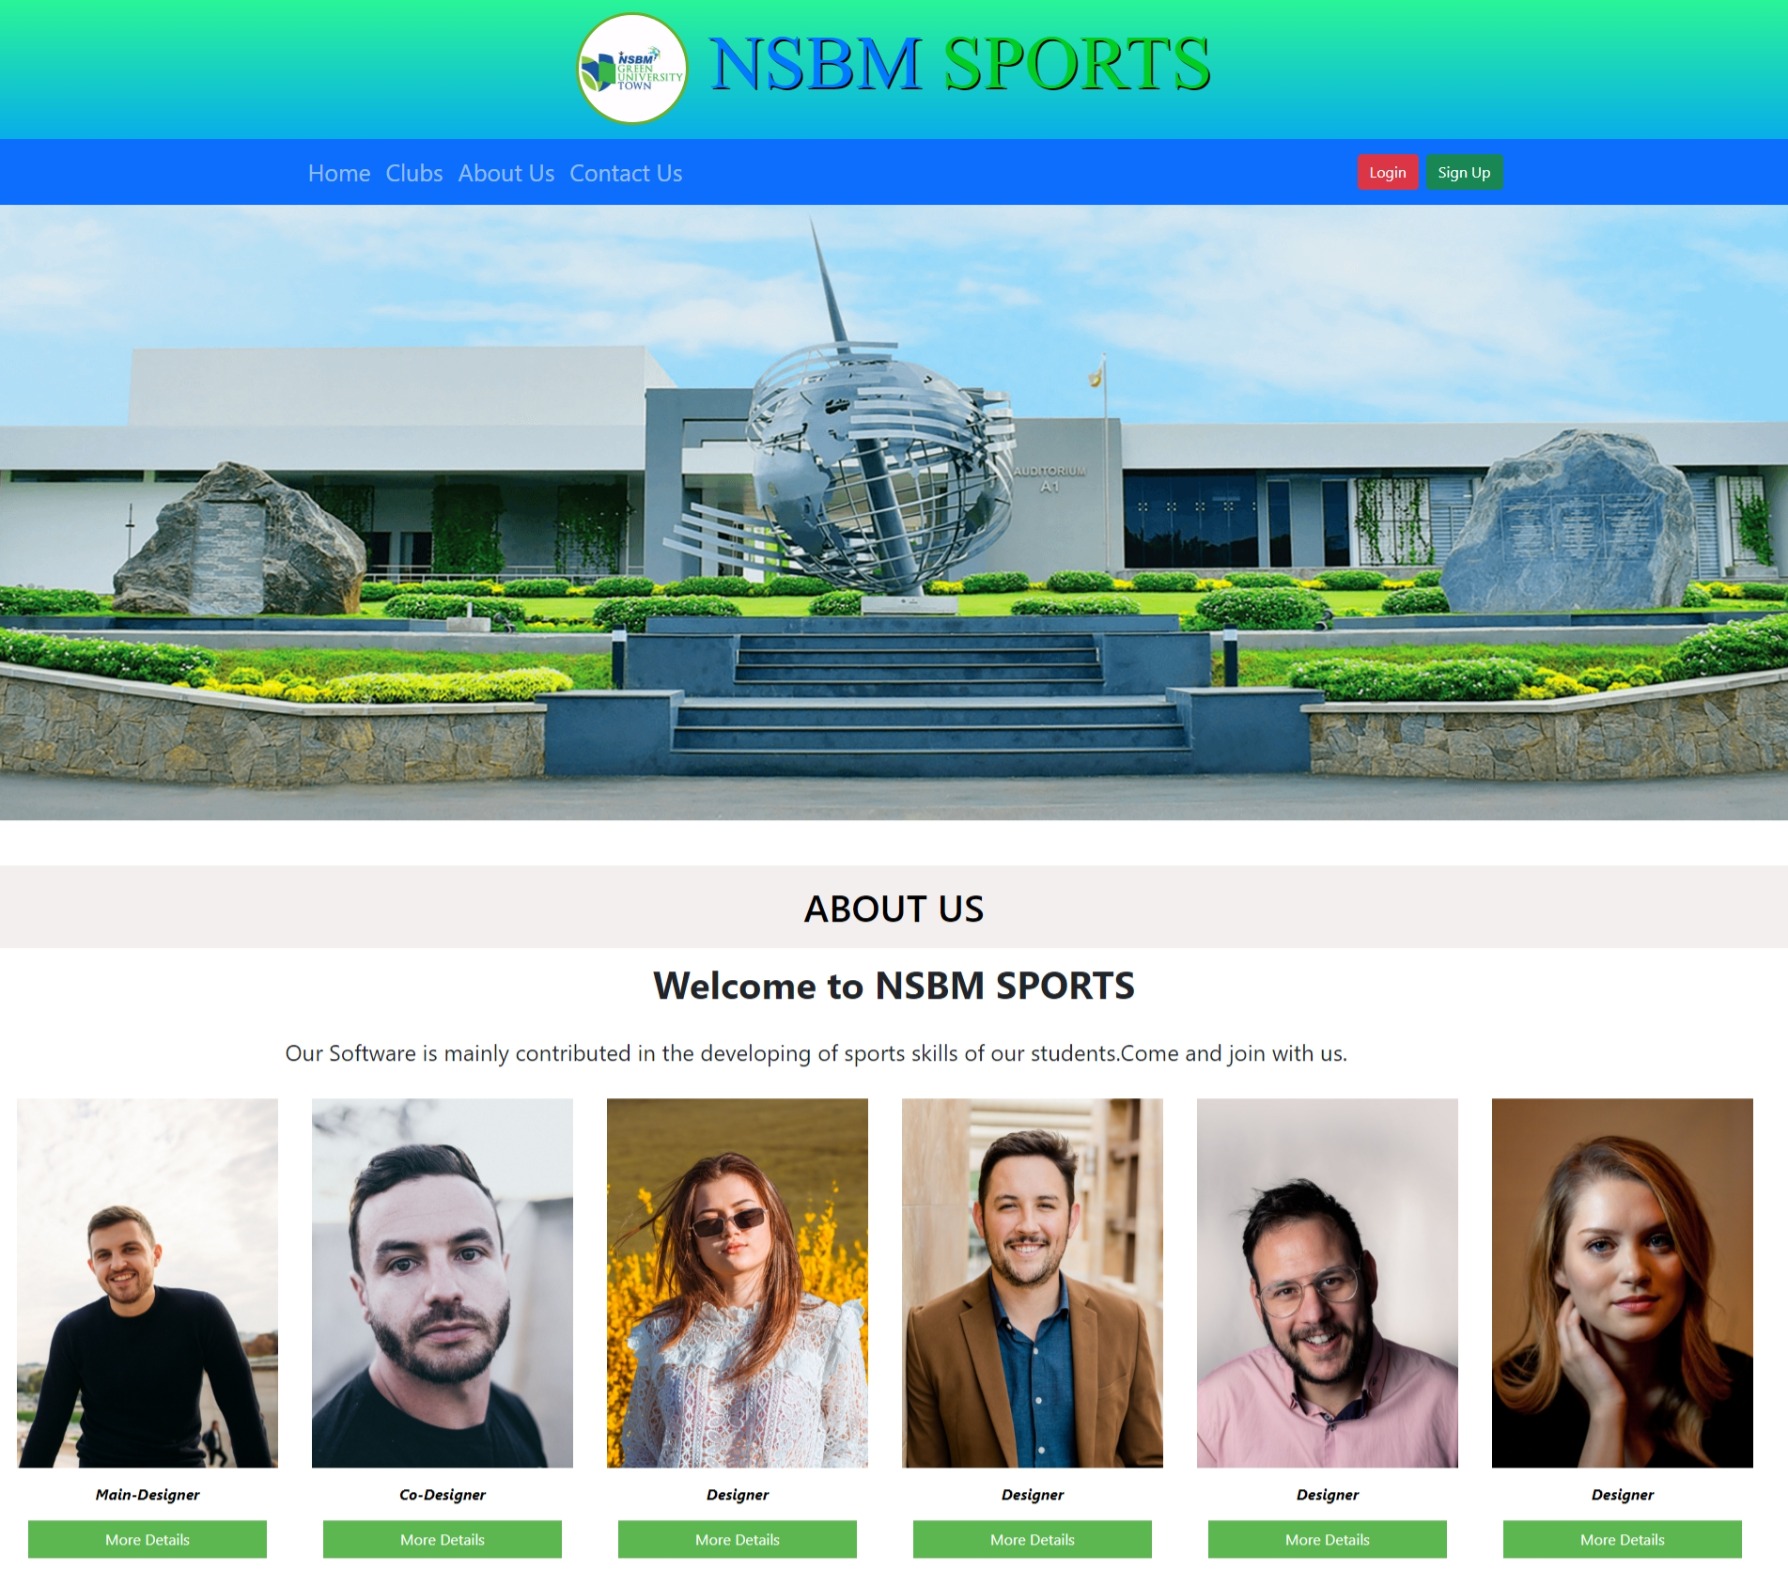 NSBM
GREEN
UNIVERSITY
TOWN
NSBM SPORTS
Home Clubs About Us Contact Us Login Sign Up
AUDITORIUM
A1
ABOUT US
Welcome to NSBM SPORTS
Our Software is mainly contributed in the developing of sports skills of our students.Come and join with us.
Main-Designer Co-Designer Designer Designer Designer Designer
More Details More Details More Details More Details More Details More Details